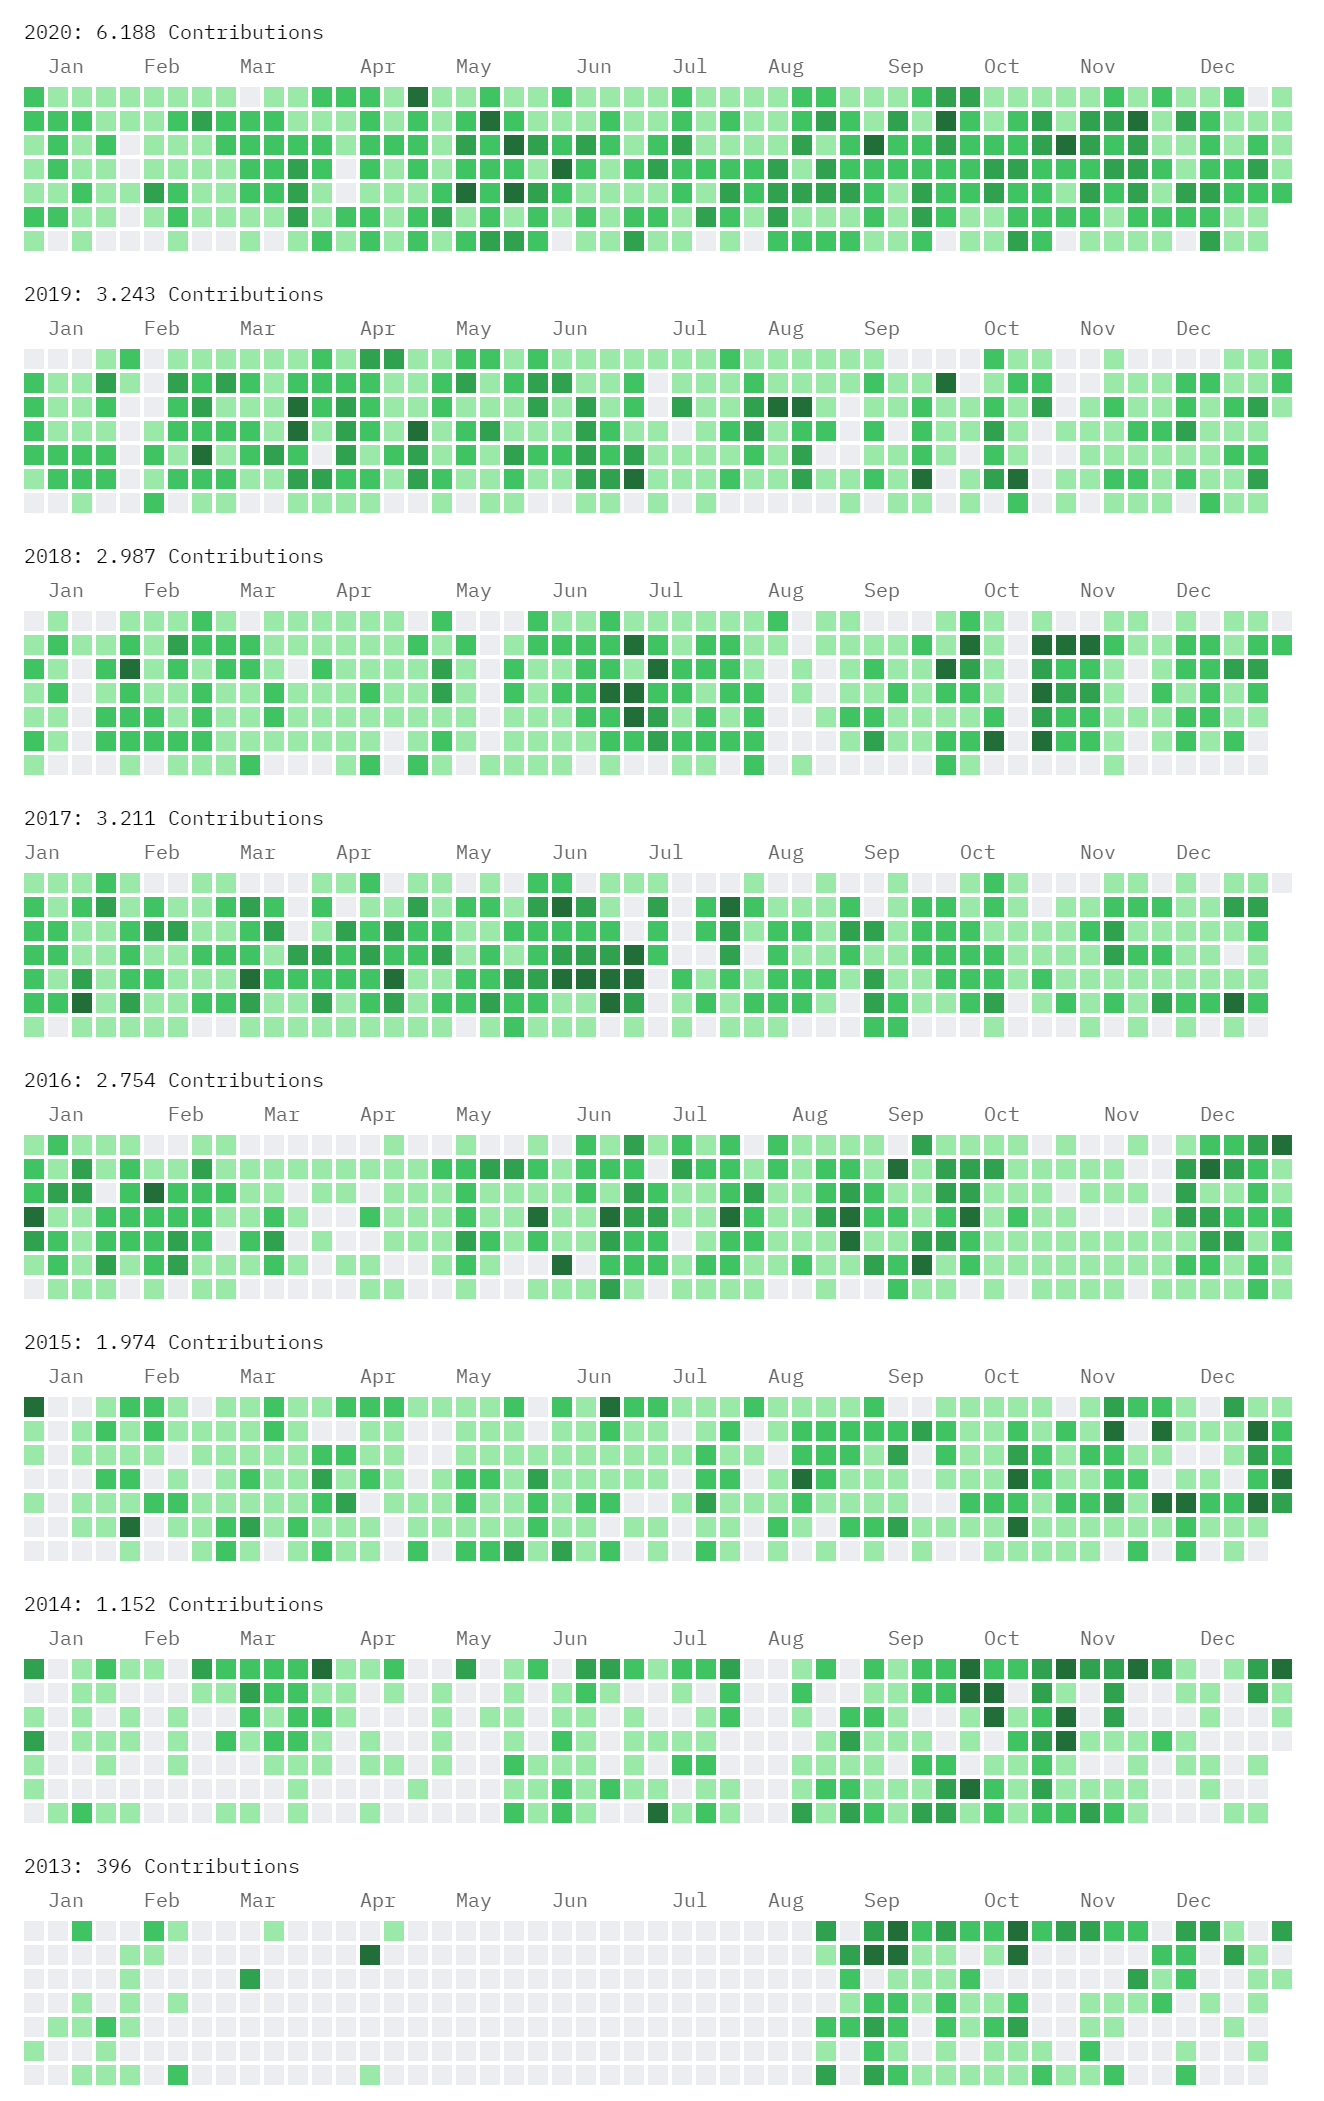 2020: 6.188 Contributions
Jan Feb Mar Apr May Jun Jul Aug Sep Oct Nov Dec
2019: 3.243 Contributions
Jan Feb Mar Apr May Jun Jul Aug Sep Oct Nov Dec
2018: 2.987 Contributions
Jan Feb Mar Apr May Jun Jul Aug Sep Oct Nov Dec
2017: 3.211 Contributions
Jan Feb Mar Apr May Jun Jul Aug Sep Oct Nov Dec
2016: 2.754 Contributions
Jan Feb Mar Apr May Jun Jul Aug Sep Oct Nov Dec
2015: 1.974 Contributions
Jan Feb Mar Apr May Jun Jul Aug Sep Oct Nov Dec
2014: 1.152 Contributions
Jan Feb Mar Apr May Jun Jul Aug Sep Oct Nov Dec
2013: 396 Contributions
Jan Feb Mar Apr May Jun Jul Aug Sep Oct Nov Dec